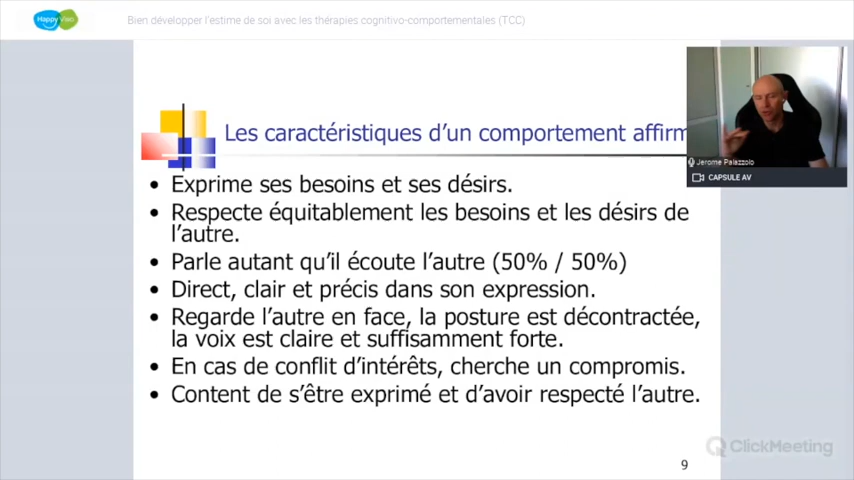 Happy Visio
Bien développer l'estime de soi avec les thérapies cognitivo-comportementales (TCC)
Les caractéristiques d'un comportement affirm
Jerome Palazzolo
CAPSULE AV
• Exprime ses besoins et ses désirs.
• Respecte équitablement les besoins et les désirs de
l'autre.
• Parle autant qu'il écoute l'autre (50% / 50%)
• Direct, clair et précis dans son expression.
• Regarde l'autre en face, la posture est décontractée,
la voix est claire et suffisamment forte.
• En cas de conflit d'intérêts, cherche un compromis.
• Content de s'être exprimé et d'avoir respecté l'autre.
ClickMeeting
9